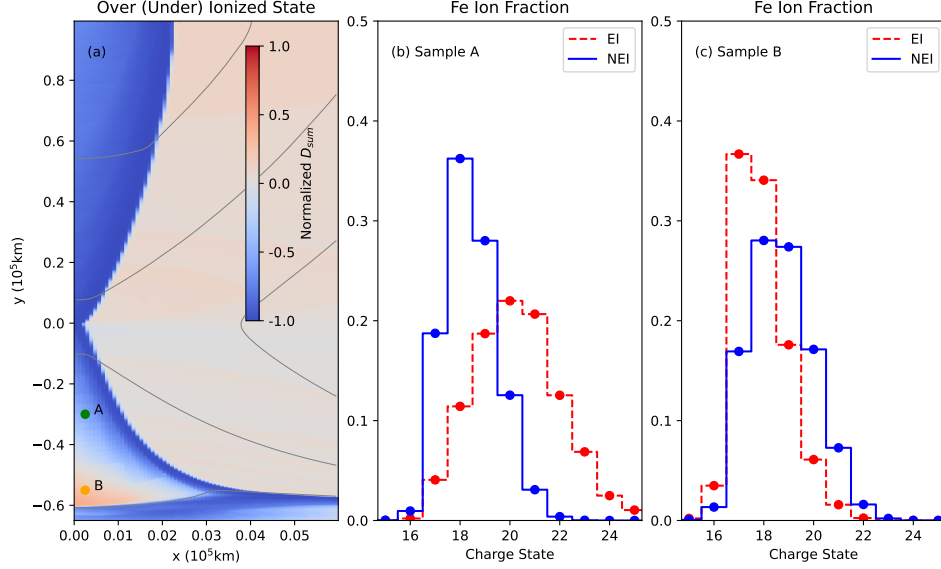 Over (Under) Ionized State
(a)
1.0
0.5
0.0
-0.5
-1.0
Normalized D_sum
A
B
0.8
0.6
0.4
0.2
0.0
−0.2
−0.4
−0.6
y (10⁵km)
0.00 0.01 0.02 0.03 0.04 0.05
x (10⁵km)
Fe Ion Fraction
(b) Sample A
EI
NEI
0.5
0.4
0.3
0.2
0.1
0.0
16 18 20 22 24
Charge State
Fe Ion Fraction
(c) Sample B
EI
NEI
0.5
0.4
0.3
0.2
0.1
0.0
16 18 20 22 24
Charge State